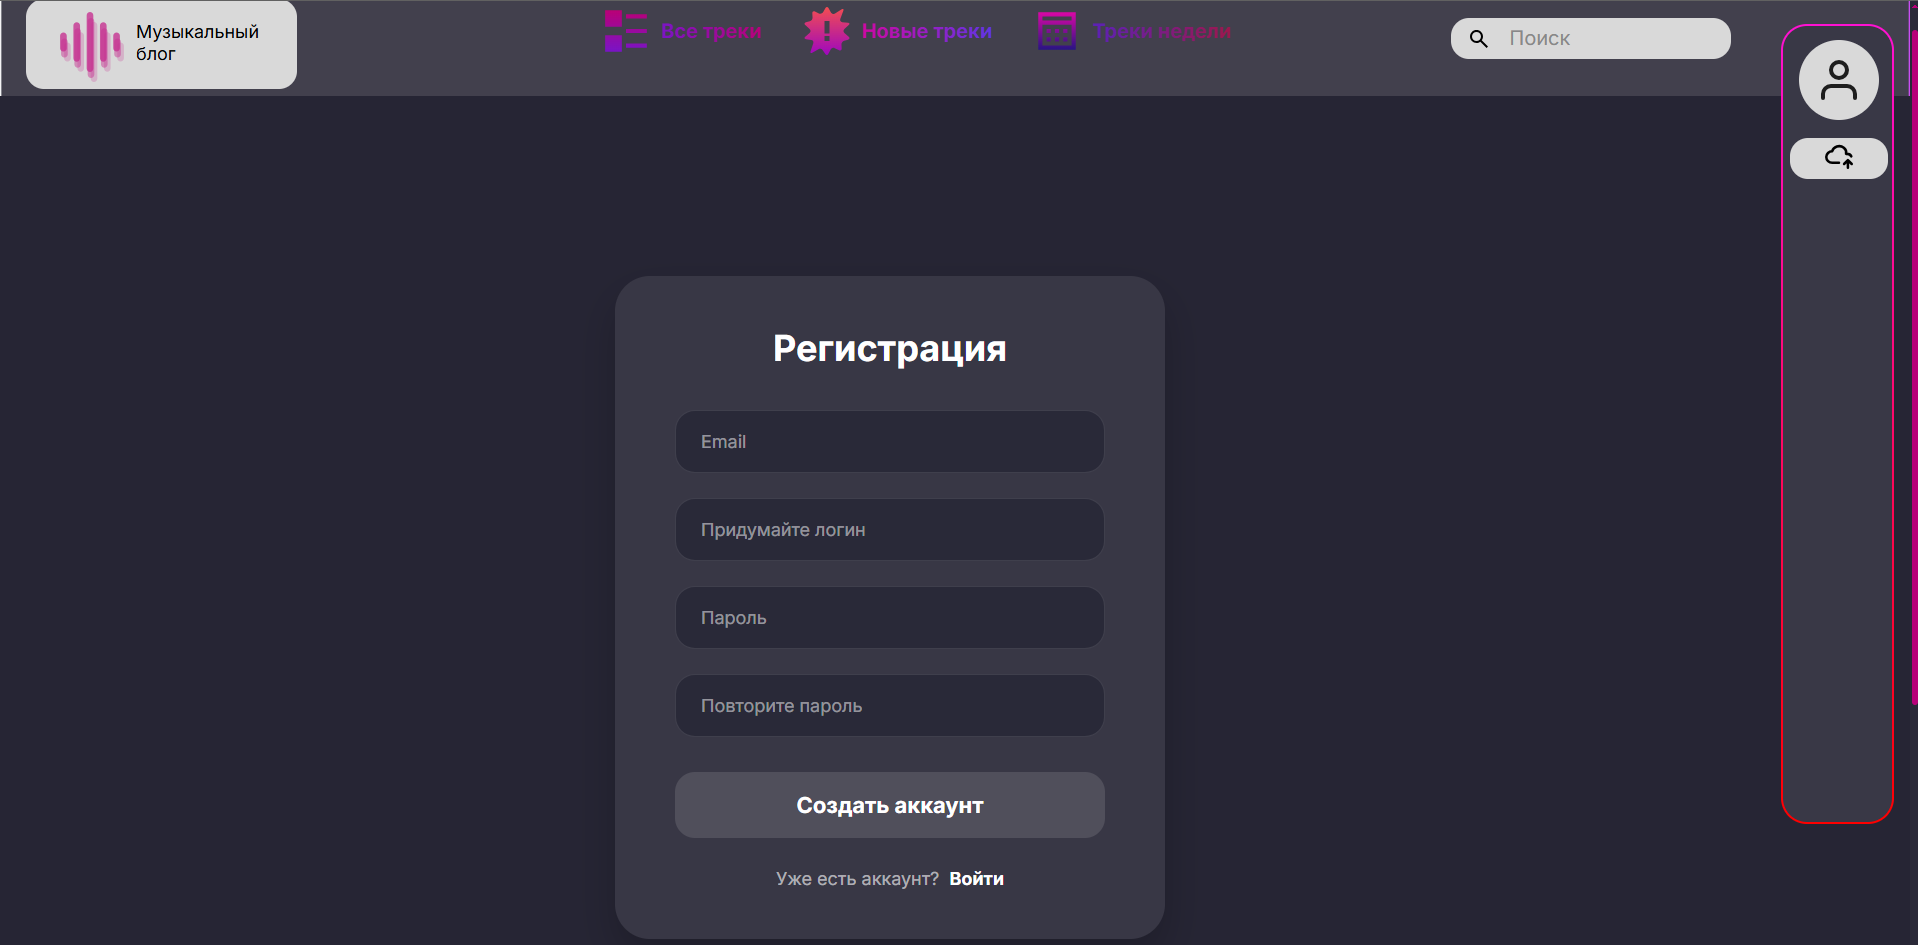 Музыкальный
блог
Все треки
Новые треки
Треки недели
Поиск
Регистрация
Email
Придумайте логин
Пароль
Повторите пароль
Создать аккаунт
Уже есть аккаунт? Войти